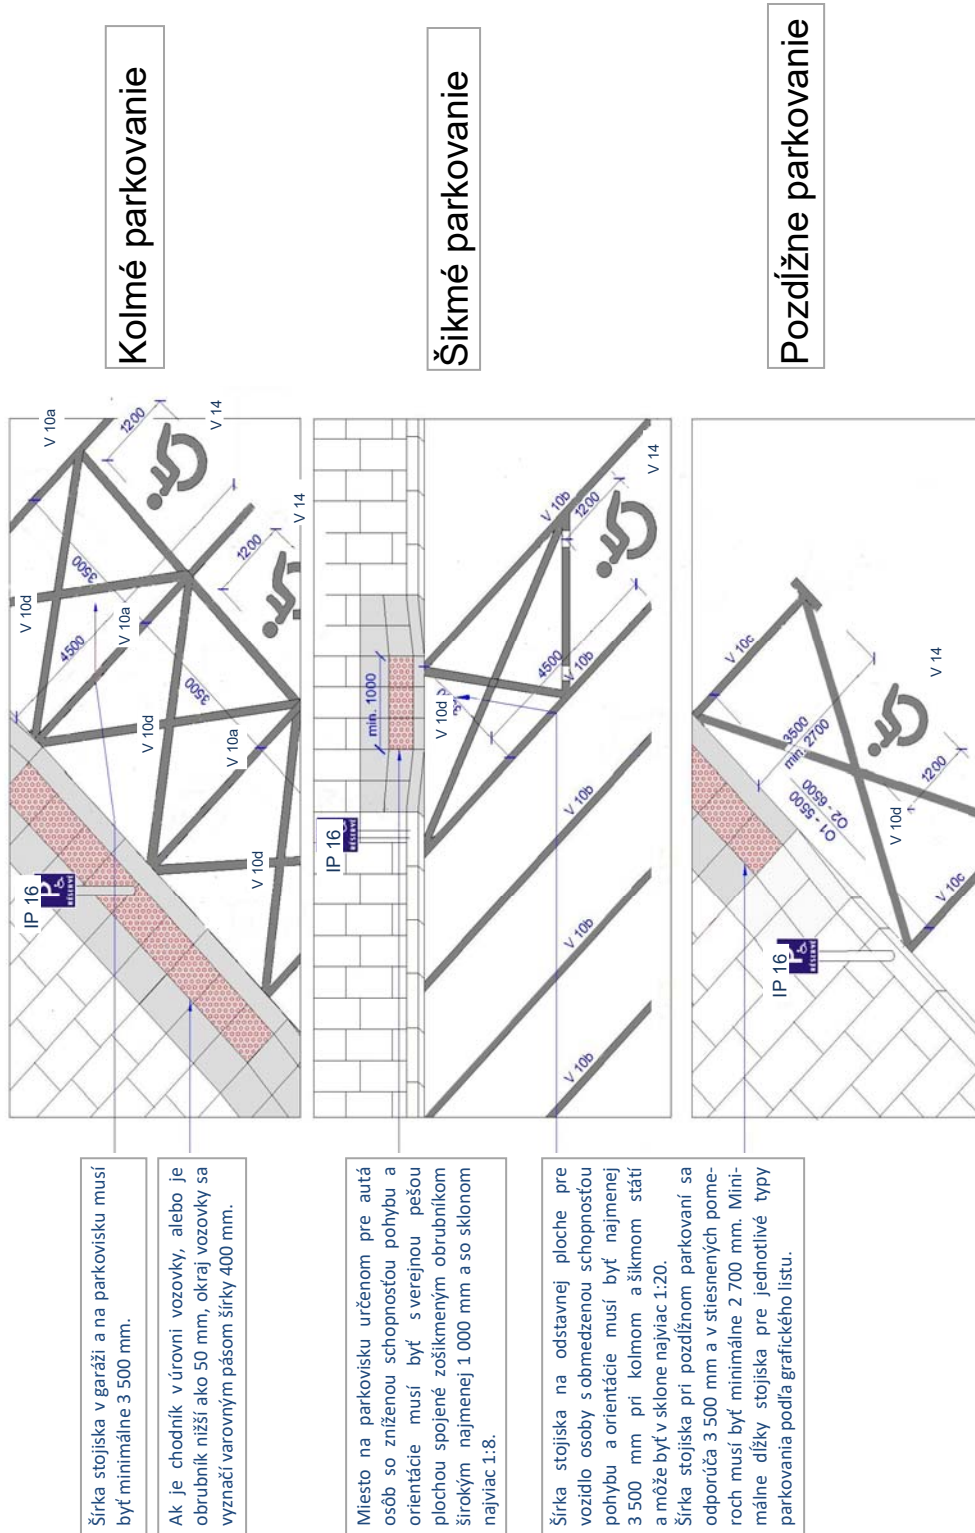 Kolmé parkovanie
Šikmé parkovanie
Pozdĺžne parkovanie
V 10a
1200
V 14
3500
V 10d
4500
V 10a
1200
V 14
3500
V 10d
V 10a
V 10d
IP 16
P
RÉSERVÉ
V 10b
1200
V 14
min. 1000
4500
V 10b
V 10d
IP 16
RÉSERVÉ
V 10b
V 10b
V 10b
V 10c
V 14
3500
min. 2700
1200
O1 - 5500
O2 - 6500
V 10d
V 10c
IP 16
RÉSERVÉ
Šírka stojiska v garáži a na parkovisku musí
byť minimálne 3 500 mm.
Ak je chodník v úrovni vozovky, alebo je
obrubník nižší ako 50 mm, okraj vozovky sa
vyznačí varovným pásom šírky 400 mm.
Miesto na parkovisku určenom pre autá
osôb so zníženou schopnosťou pohybu a
orientácie musí byť s verejnou pešou
plochou spojené zošikmeným obrubníkom
širokým najmenej 1 000 mm a so sklonom
najviac 1:8.
Šírka stojiska na odstavnej ploche pre
vozidlo osoby s obmedzenou schopnosťou
pohybu a orientácie musí byť najmenej
3 500 mm pri kolmom a šikmom státí
a môže byť v sklone najviac 1:20.
Šírka stojiska pri pozdĺžnom parkovaní sa
odporúča 3 500 mm a v stiesnených pome-
roch musí byť minimálne 2 700 mm. Mini-
málne dĺžky stojiska pre jednotlivé typy
parkovania podľa grafického listu.